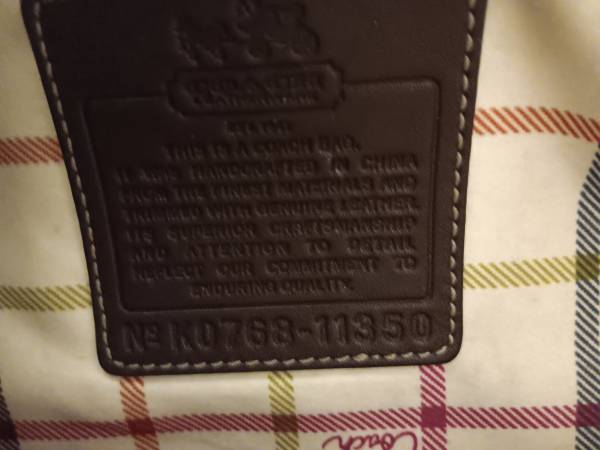 THIS IS A COACH BAG.
IT WAS HANDCRAFTED IN CHINA
FROM THE FINEST MATERIALS AND
TRIMMED WITH GENUINE LEATHER.
ITS SUPERIOR CRAFTSMANSHIP
AND ATTENTION TO DETAIL
REFLECT OUR COMMITMENT TO
ENDURING QUALITY.
Nº K0768-11350
Coach